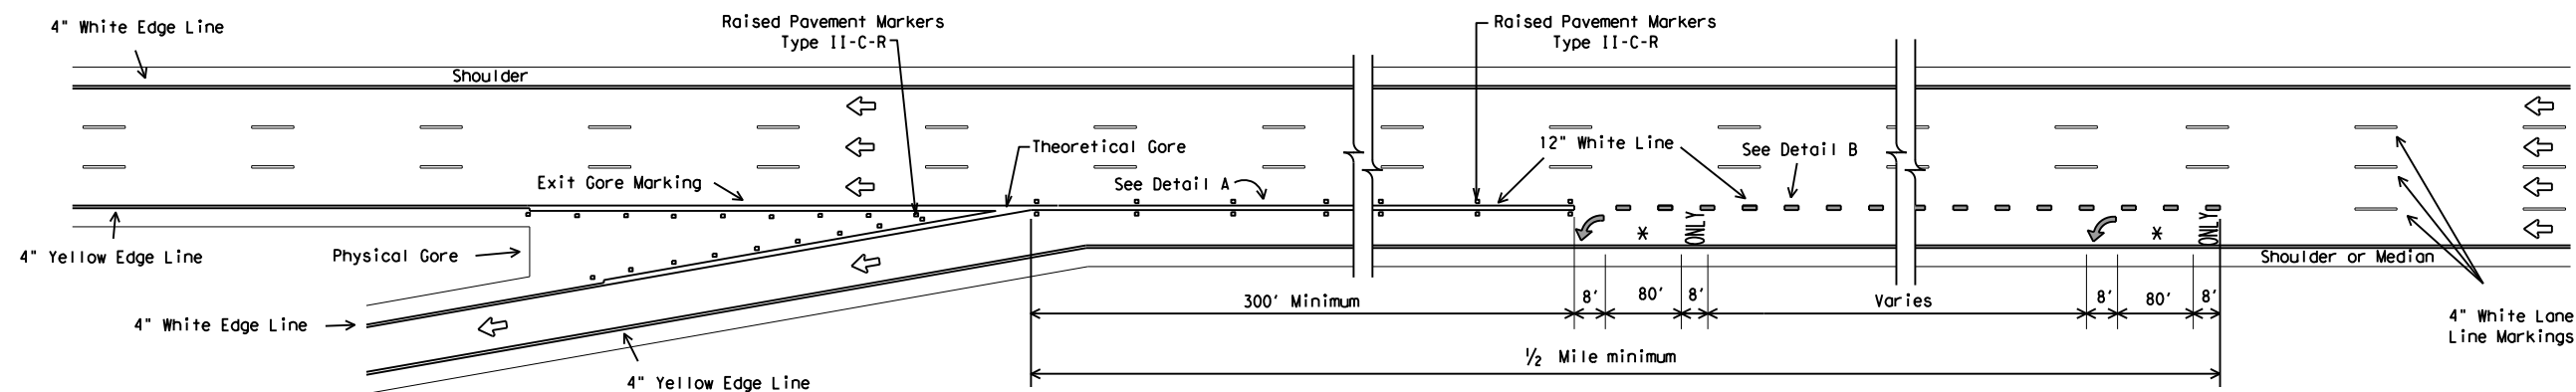 4" White Edge Line
Shoulder
Raised Pavement Markers
Type II-C-R
Raised Pavement Markers
Type II-C-R
Theoretical Gore
12" White Line
See Detail B
Exit Gore Marking
See Detail A
ONLY
ONLY
*
*
4" Yellow Edge Line
Physical Gore
Shoulder or Median
300' Minimum
8'
80'
8'
Varies
8'
80'
8'
4" White Edge Line
4" White Lane
Line Markings
½ Mile minimum
4" Yellow Edge Line